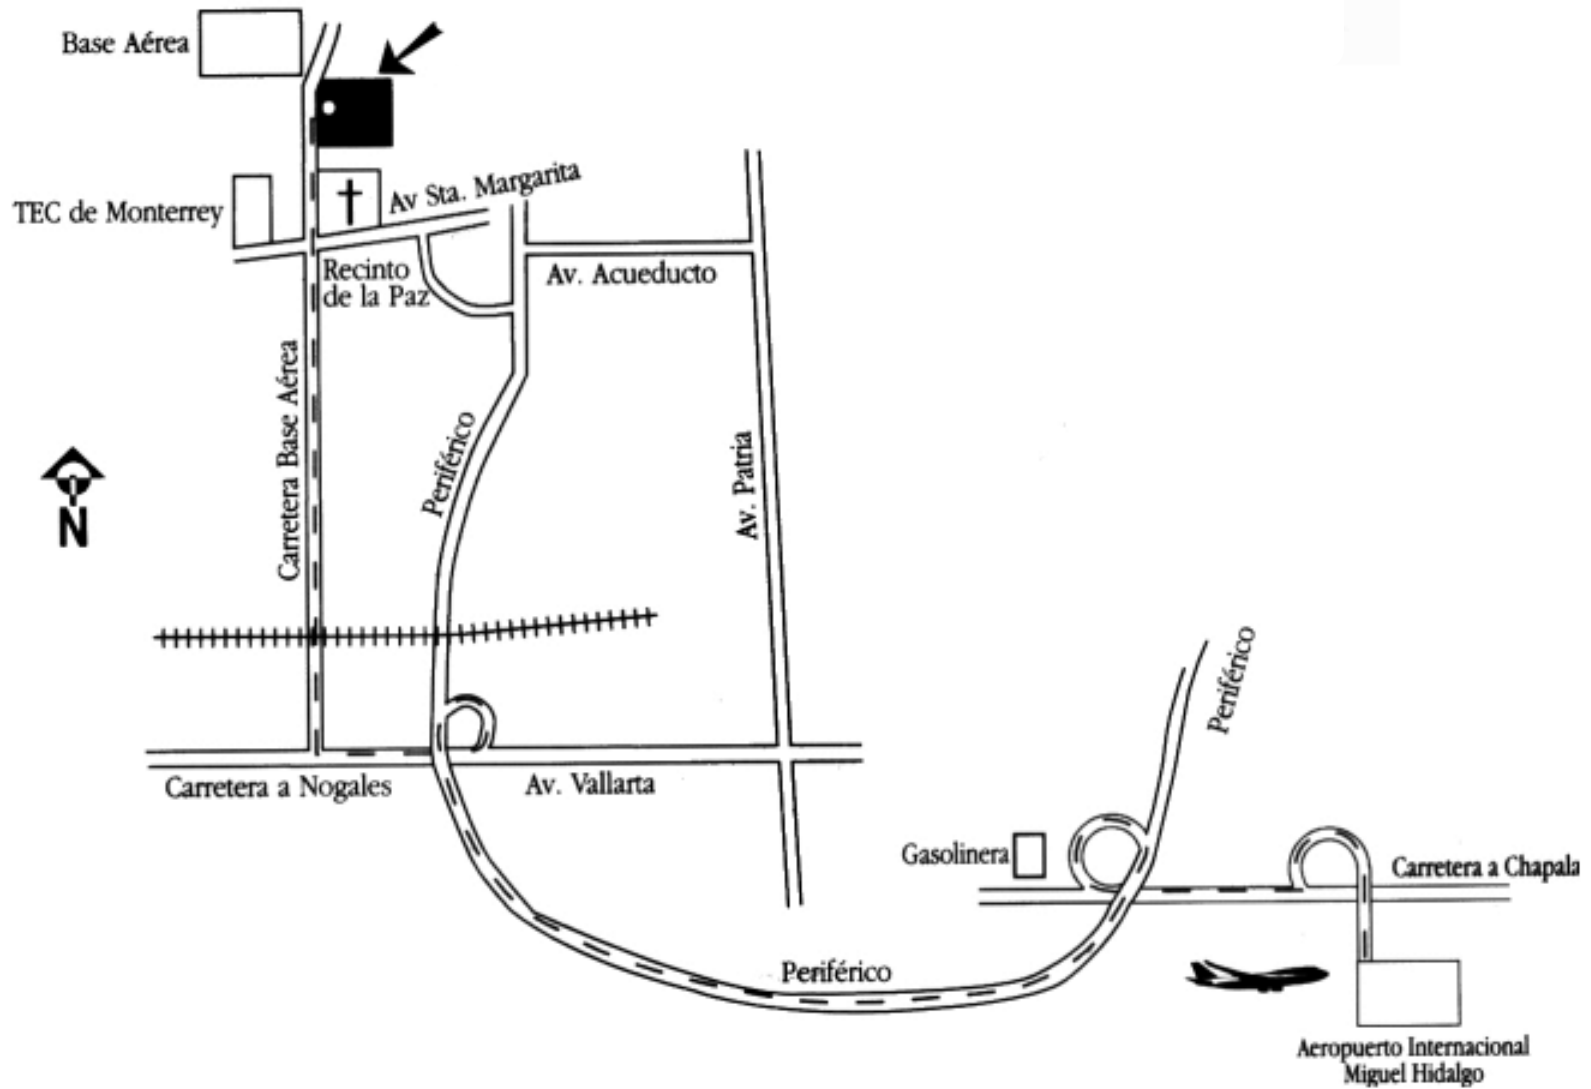 Base Aérea
Av Sta. Margarita
TEC de Monterrey
Recinto
de la Paz
Av. Acueducto
Carretera Base Aérea
Periférico
Av. Patria
N
Periférico
Carretera a Nogales
Av. Vallarta
Gasolinera
Carretera a Chapala
Periférico
Aeropuerto Internacional
Miguel Hidalgo